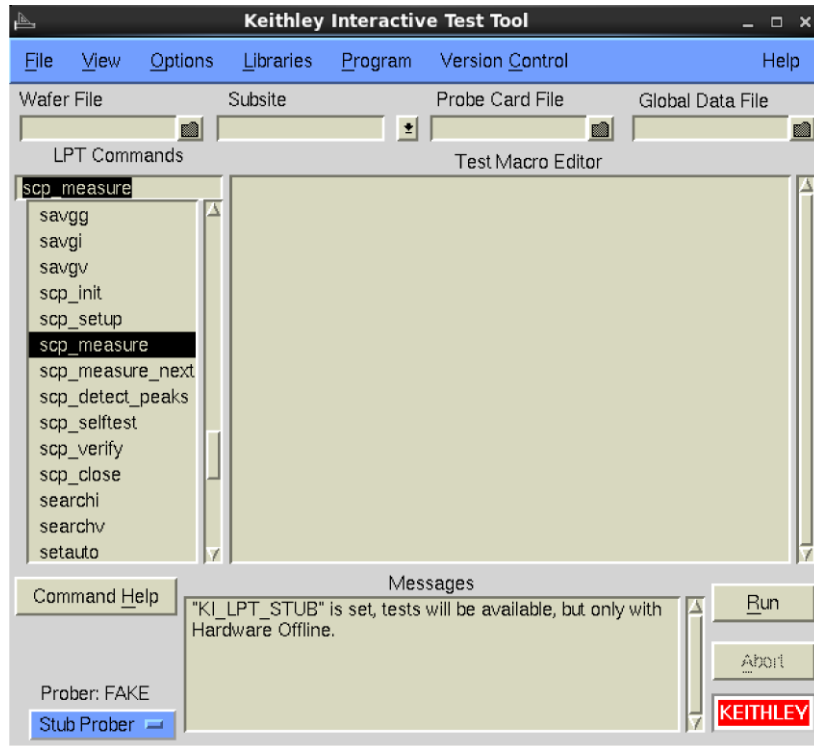 Keithley Interactive Test Tool
File View Options Libraries Program Version Control Help
Wafer File Subsite Probe Card File Global Data File
LPT Commands
Test Macro Editor
scp_measure
savgg
savgi
savgv
scp_init
scp_setup
scp_measure
scp_measure_next
scp_detect_peaks
scp_selftest
scp_verify
scp_close
searchi
searchv
setauto
Command Help
Messages
"KI_LPT_STUB" is set, tests will be available, but only with
Hardware Offline.
Run
Abort
Prober: FAKE
Stub Prober
KEITHLEY